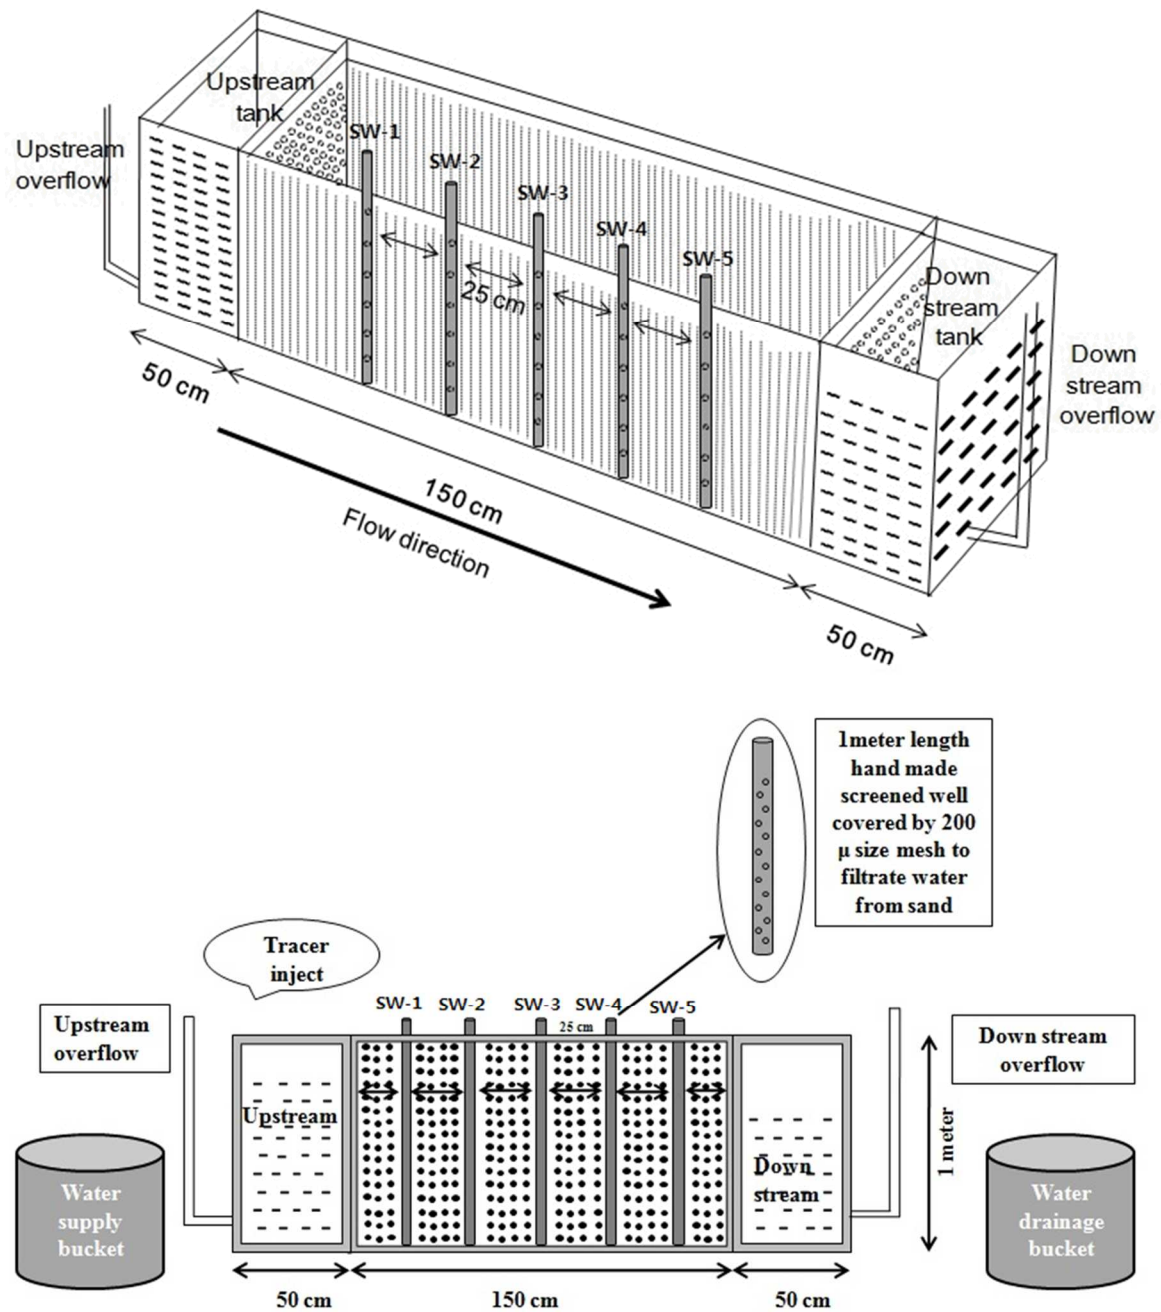 Upstream
tank
Upstream
overflow
SW-1
SW-2
SW-3
SW-4
SW-5
25 cm
Down
stream
tank
Down
stream
overflow
50 cm
150 cm
Flow direction
50 cm
1meter length
hand made
screened well
covered by 200
µ size mesh to
filtrate water
from sand
Tracer
inject
SW-1
SW-2
SW-3
SW-4
SW-5
25 cm
Upstream
overflow
Down stream
overflow
Upstream
Down
stream
1 meter
Water
supply
bucket
Water
drainage
bucket
50 cm
150 cm
50 cm